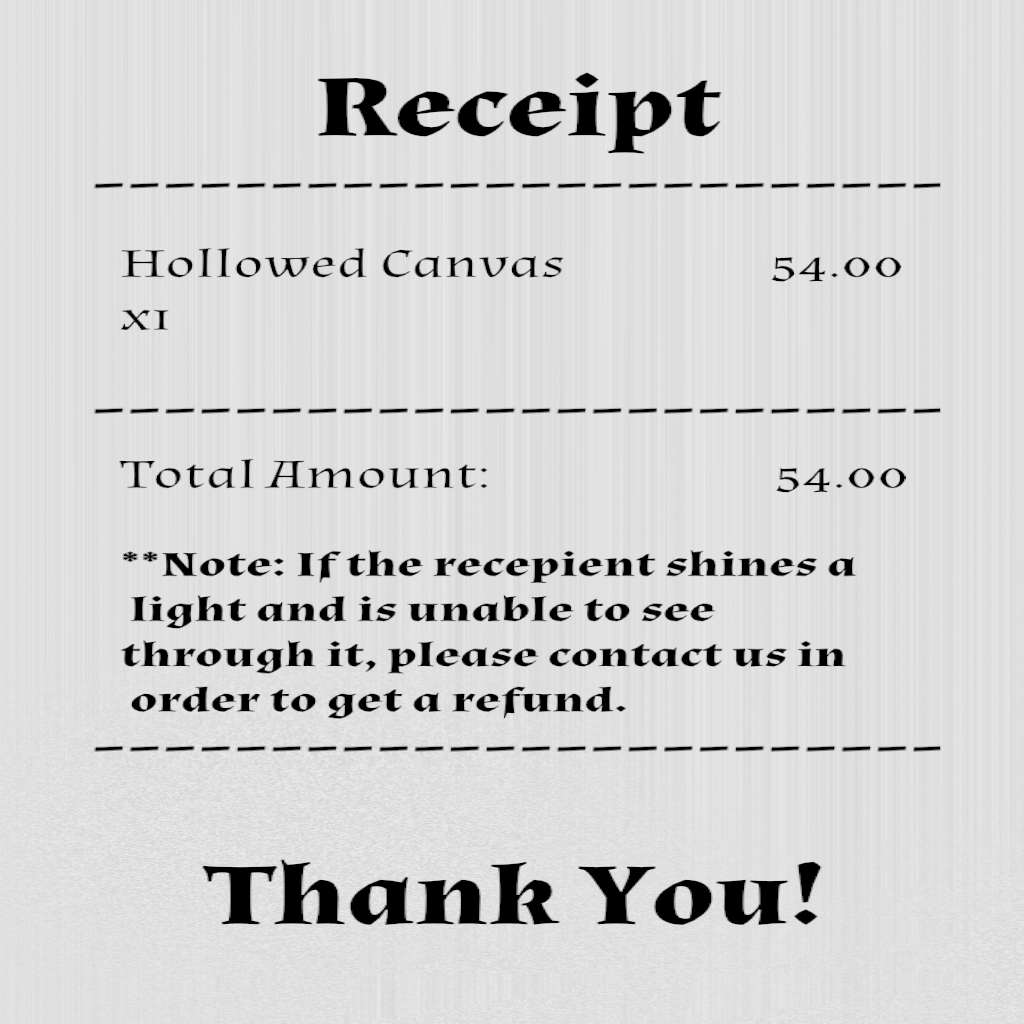 Receipt
Hollowed Canvas 54.00
x1
Total Amount: 54.00
**Note: If the recepient shines a
light and is unable to see
through it, please contact us in
order to get a refund.
Thank You!